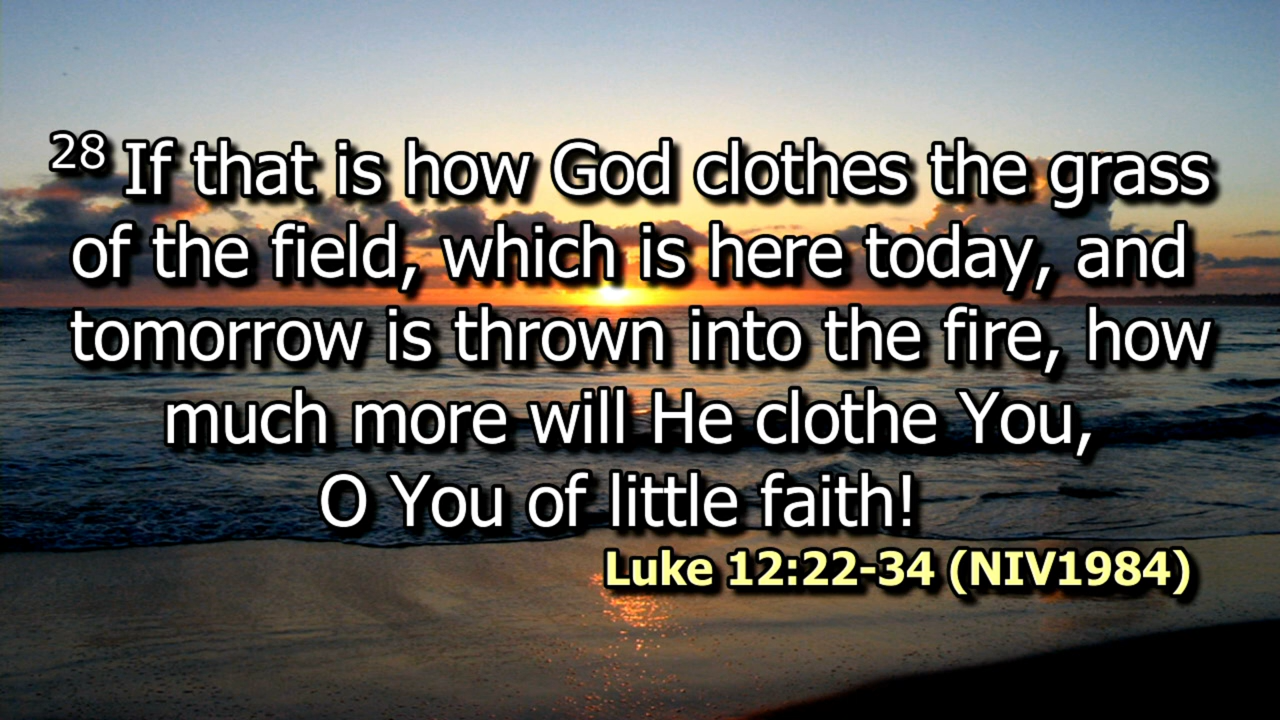 28 If that is how God clothes the grass
of the field, which is here today, and
tomorrow is thrown into the fire, how
much more will He clothe You,
O You of little faith!
Luke 12:22-34 (NIV1984)